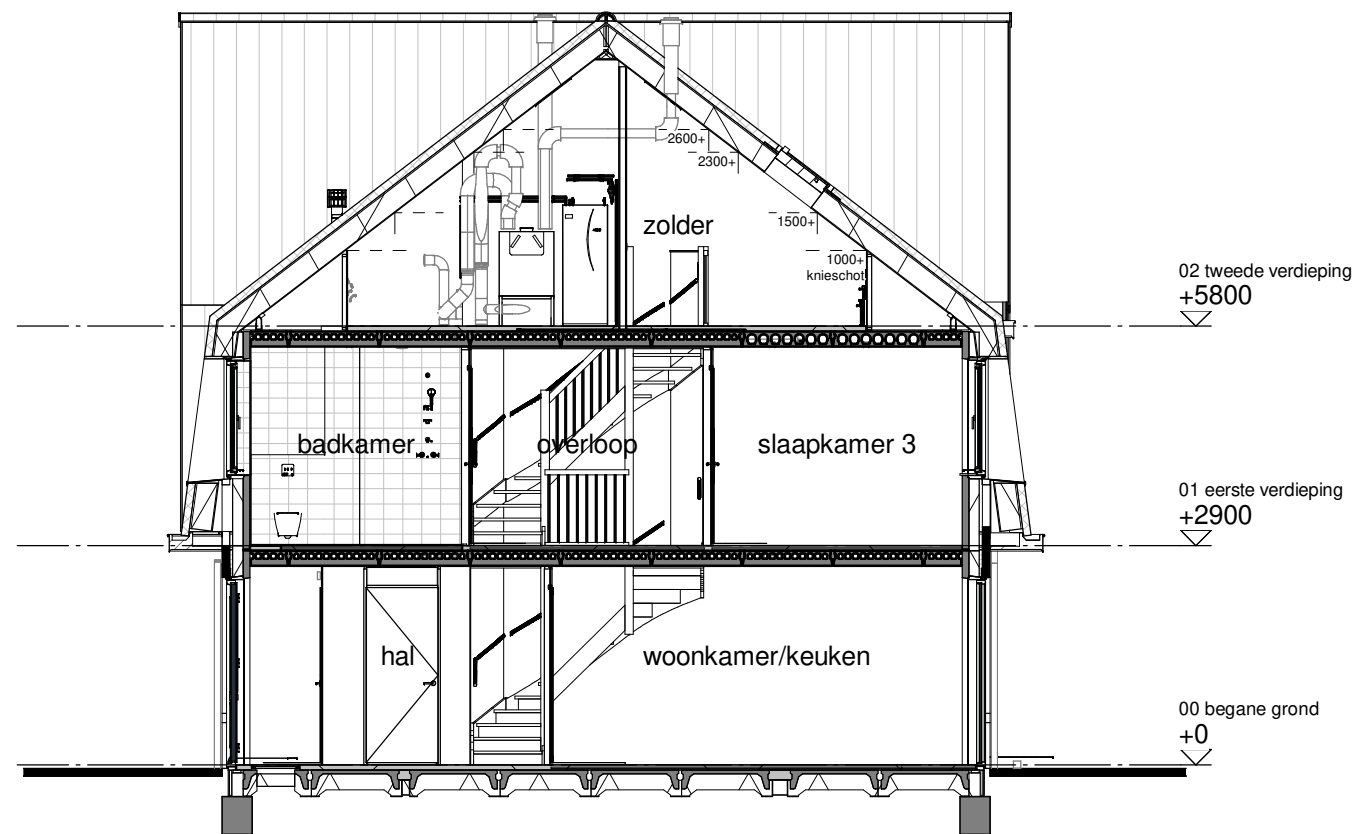 2600+
2300+
zolder
1500+
1000+
knieschot
02 tweede verdieping
+5800
badkamer
overloop
slaapkamer 3
01 eerste verdieping
+2900
hal
woonkamer/keuken
00 begane grond
+0